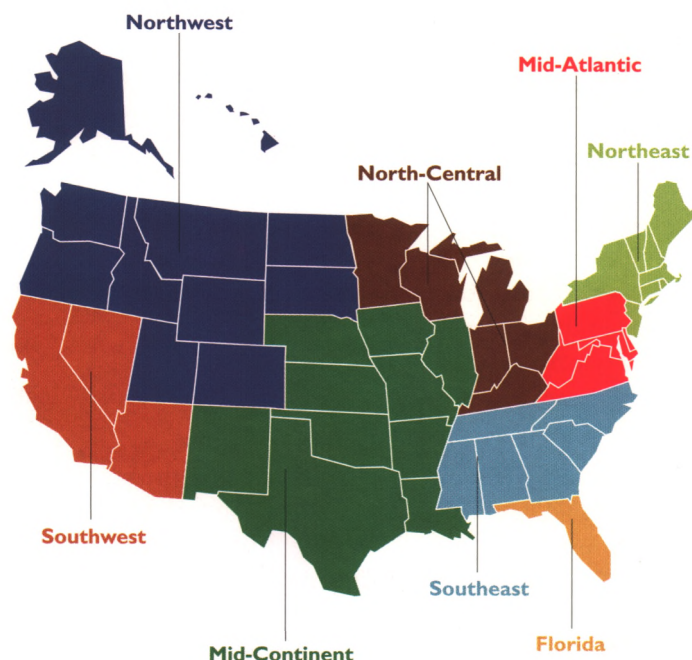 Northwest
Mid-Atlantic
Northeast
North-Central
Southwest
Southeast
Florida
Mid-Continent